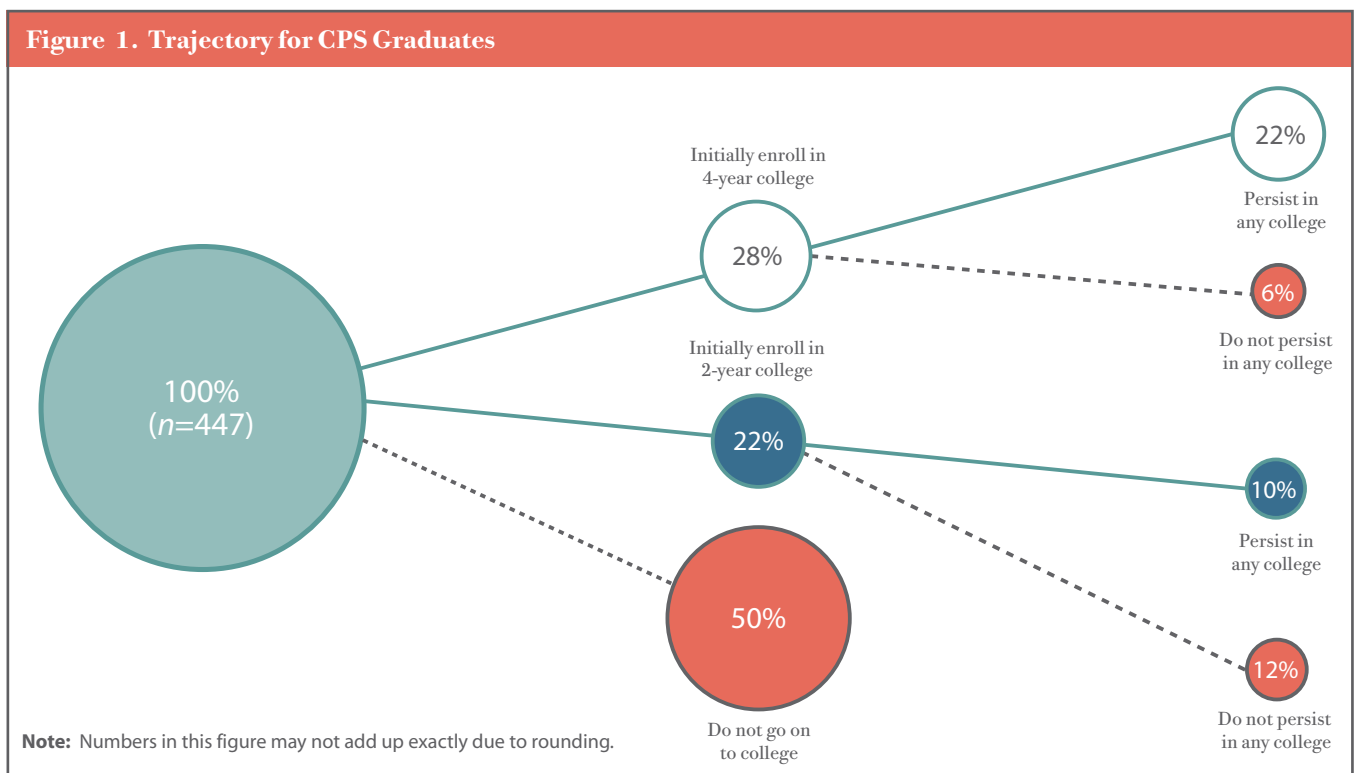 Figure 1. Trajectory for CPS Graduates
100%
(n=447)
Initially enroll in
4-year college
28%
22%
Persist in
any college
6%
Do not persist
in any college
Initially enroll in
2-year college
22%
10%
Persist in
any college
12%
Do not persist
in any college
50%
Do not go on
to college
Note: Numbers in this figure may not add up exactly due to rounding.